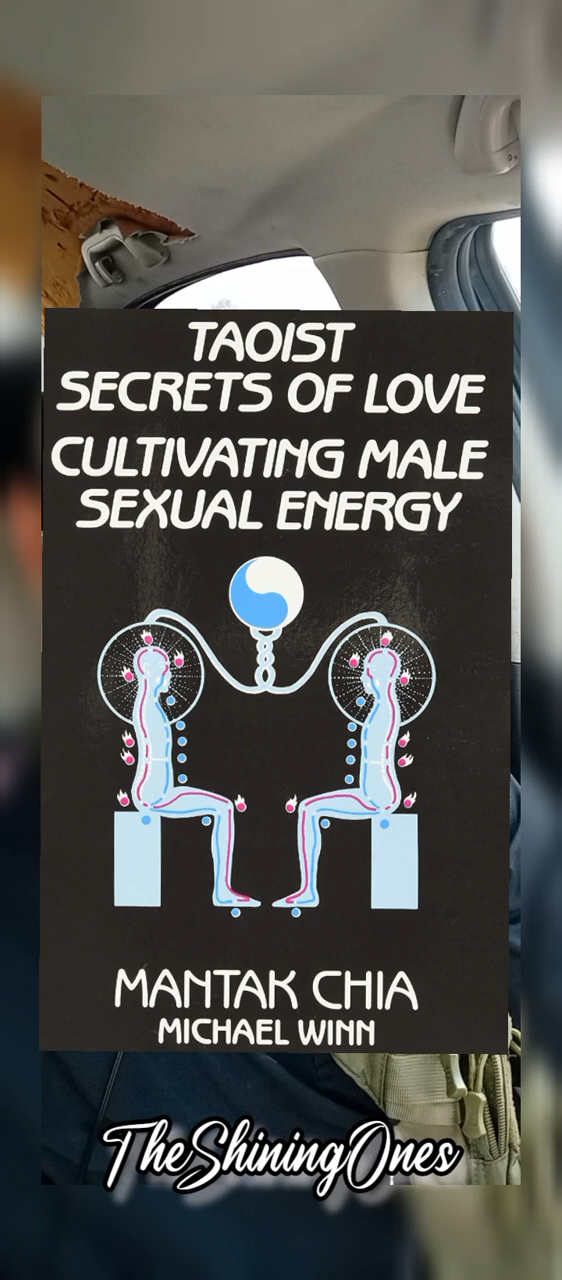 TAOIST
SECRETS OF LOVE
CULTIVATING MALE
SEXUAL ENERGY
MANTAK CHIA
MICHAEL WINN
TheShiningOnes